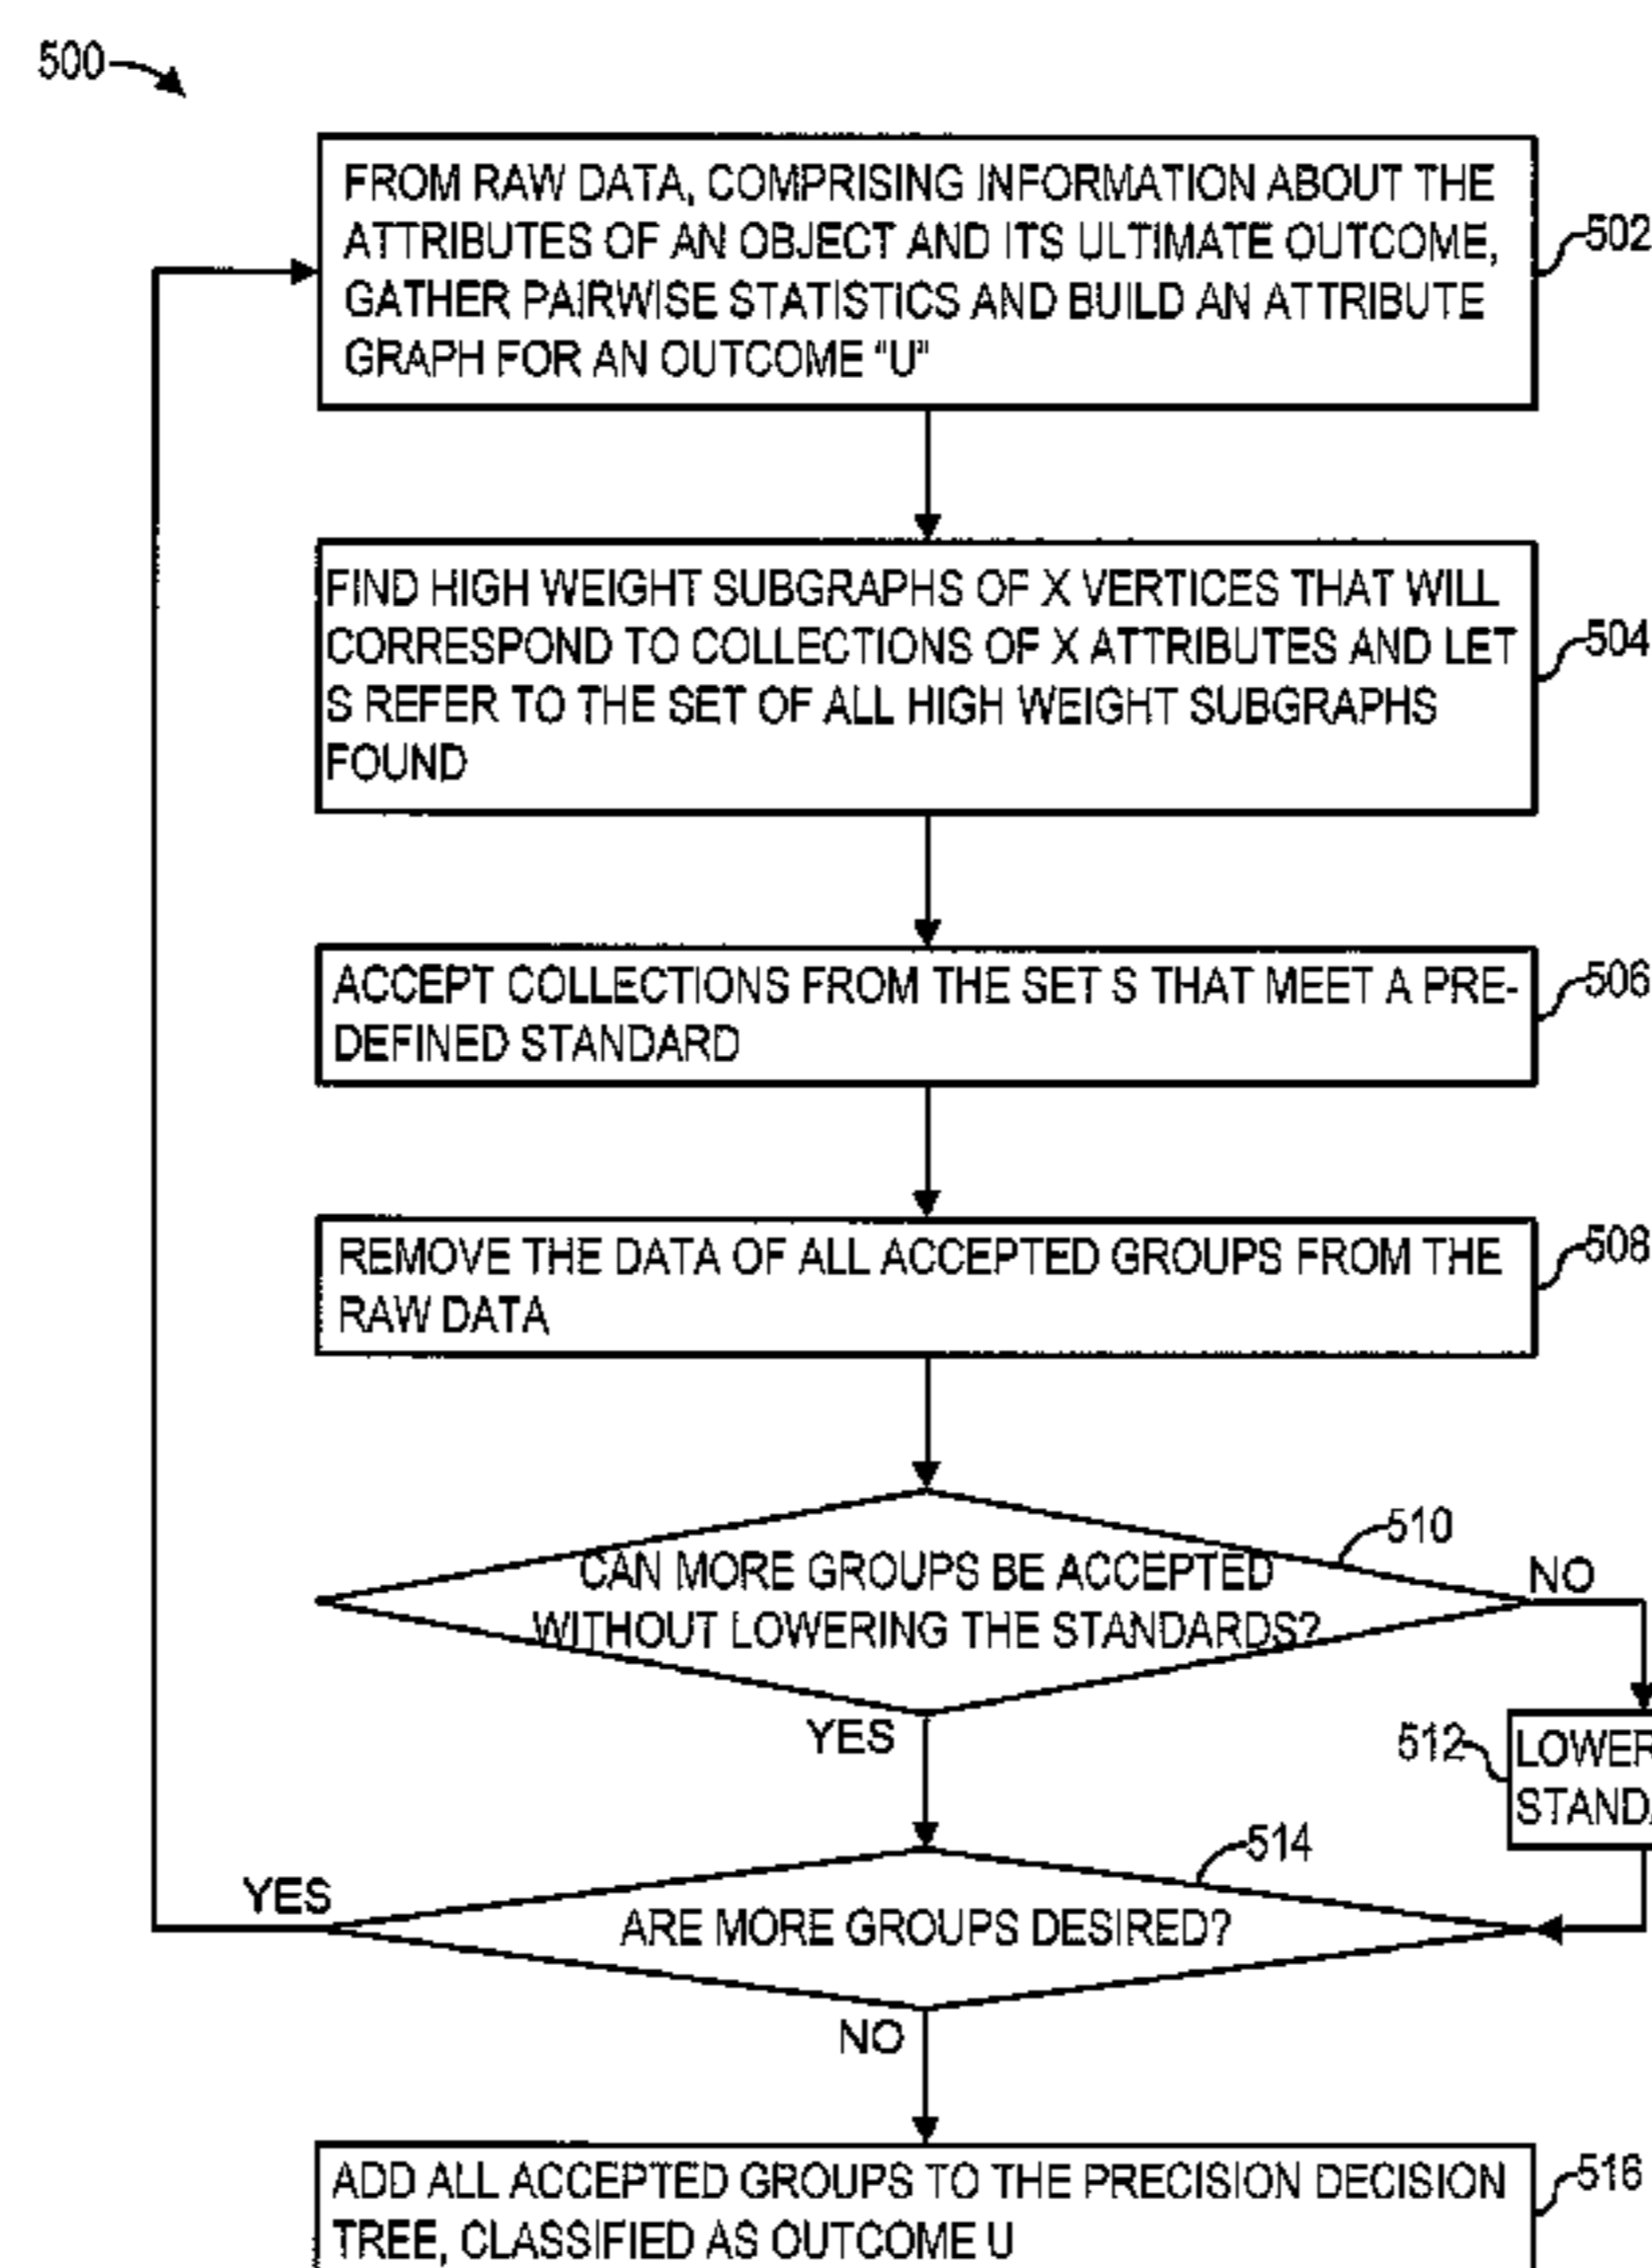 500
FROM RAW DATA, COMPRISING INFORMATION ABOUT THE
ATTRIBUTES OF AN OBJECT AND ITS ULTIMATE OUTCOME,
GATHER PAIRWISE STATISTICS AND BUILD AN ATTRIBUTE
GRAPH FOR AN OUTCOME "U"
502
FIND HIGH WEIGHT SUBGRAPHS OF X VERTICES THAT WILL
CORRESPOND TO COLLECTIONS OF X ATTRIBUTES AND LET
S REFER TO THE SET OF ALL HIGH WEIGHT SUBGRAPHS
FOUND
504
ACCEPT COLLECTIONS FROM THE SET S THAT MEET A PRE-
DEFINED STANDARD
506
REMOVE THE DATA OF ALL ACCEPTED GROUPS FROM THE
RAW DATA
508
510
CAN MORE GROUPS BE ACCEPTED
WITHOUT LOWERING THE STANDARDS?
NO
YES
512
LOWER
514
YES
ARE MORE GROUPS DESIRED?
NO
ADD ALL ACCEPTED GROUPS TO THE PRECISION DECISION
TREE, CLASSIFIED AS OUTCOME U
516